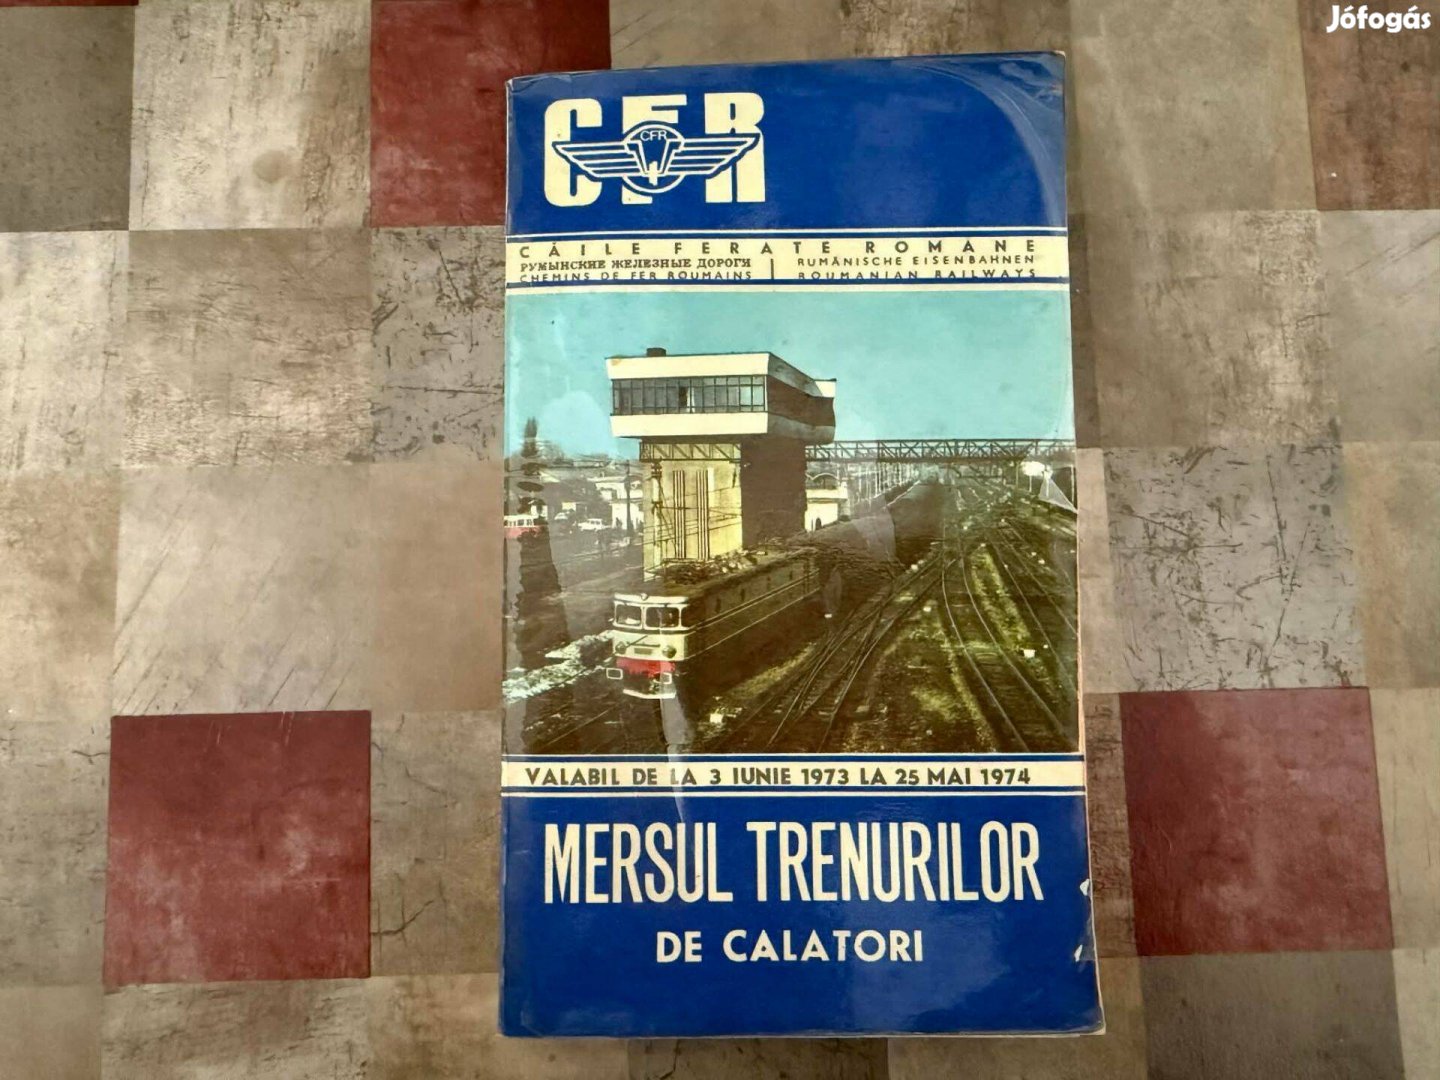 Jófogás
CFR
CFR
CĂILE FERATE ROMÂNE
РУМЫНСКИЕ ЖЕЛЕЗНЫЕ ДОРОГИ
CHEMINS DE FER ROUMAINS
RUMÄNISCHE EISENBAHNEN
ROUMANIAN RAILWAYS
VALABIL DE LA 3 IUNIE 1973 LA 25 MAI 1974
MERSUL TRENURILOR
DE CALATORI